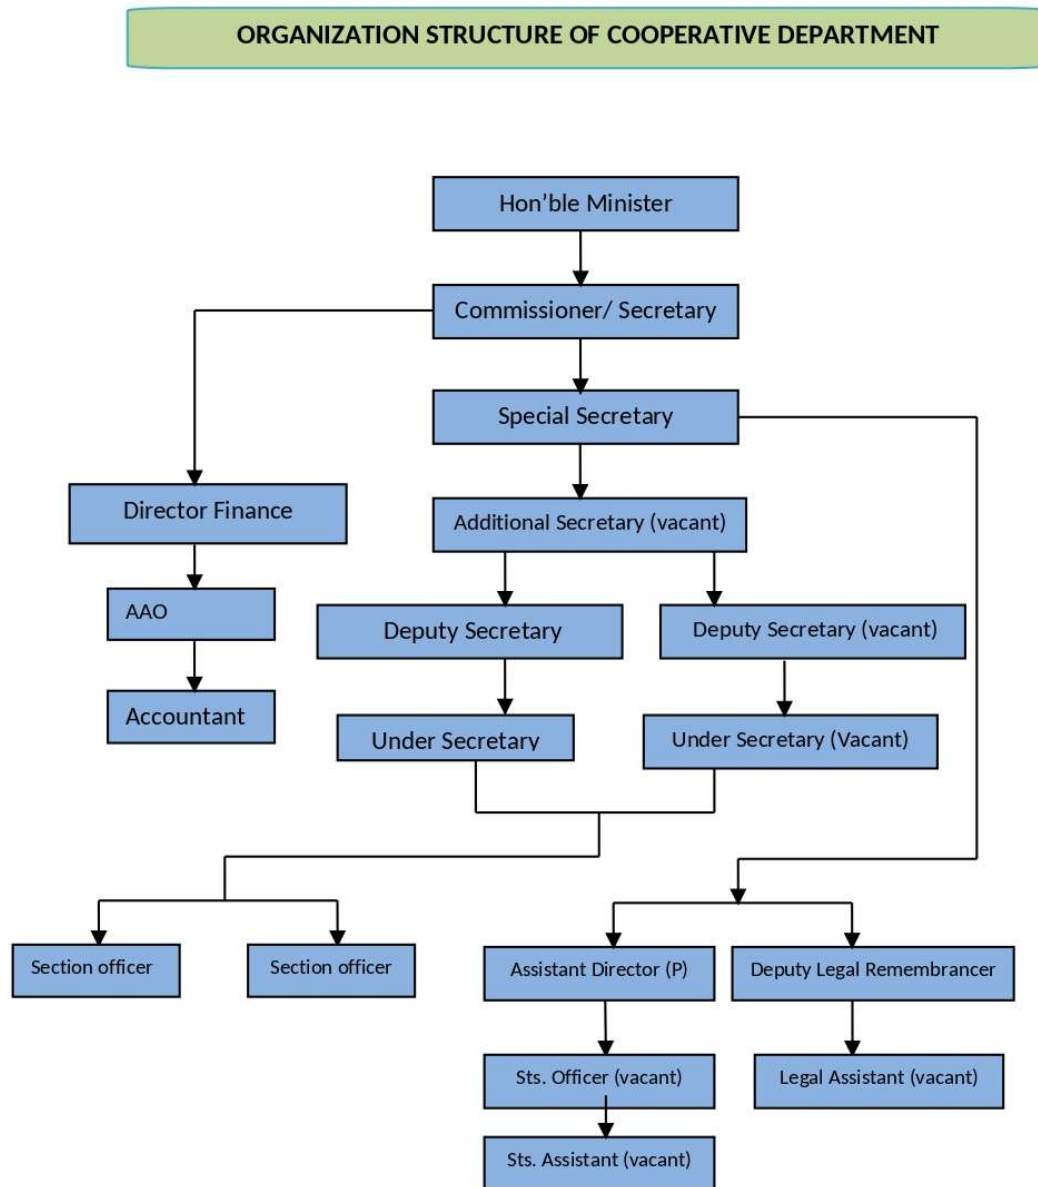 ORGANIZATION STRUCTURE OF COOPERATIVE DEPARTMENT
Hon’ble Minister
Commissioner/ Secretary
Special Secretary
Director Finance
Additional Secretary (vacant)
AAO
Deputy Secretary
Deputy Secretary (vacant)
Accountant
Under Secretary
Under Secretary (Vacant)
Section officer
Section officer
Assistant Director (P)
Deputy Legal Remembrancer
Sts. Officer (vacant)
Legal Assistant (vacant)
Sts. Assistant (vacant)